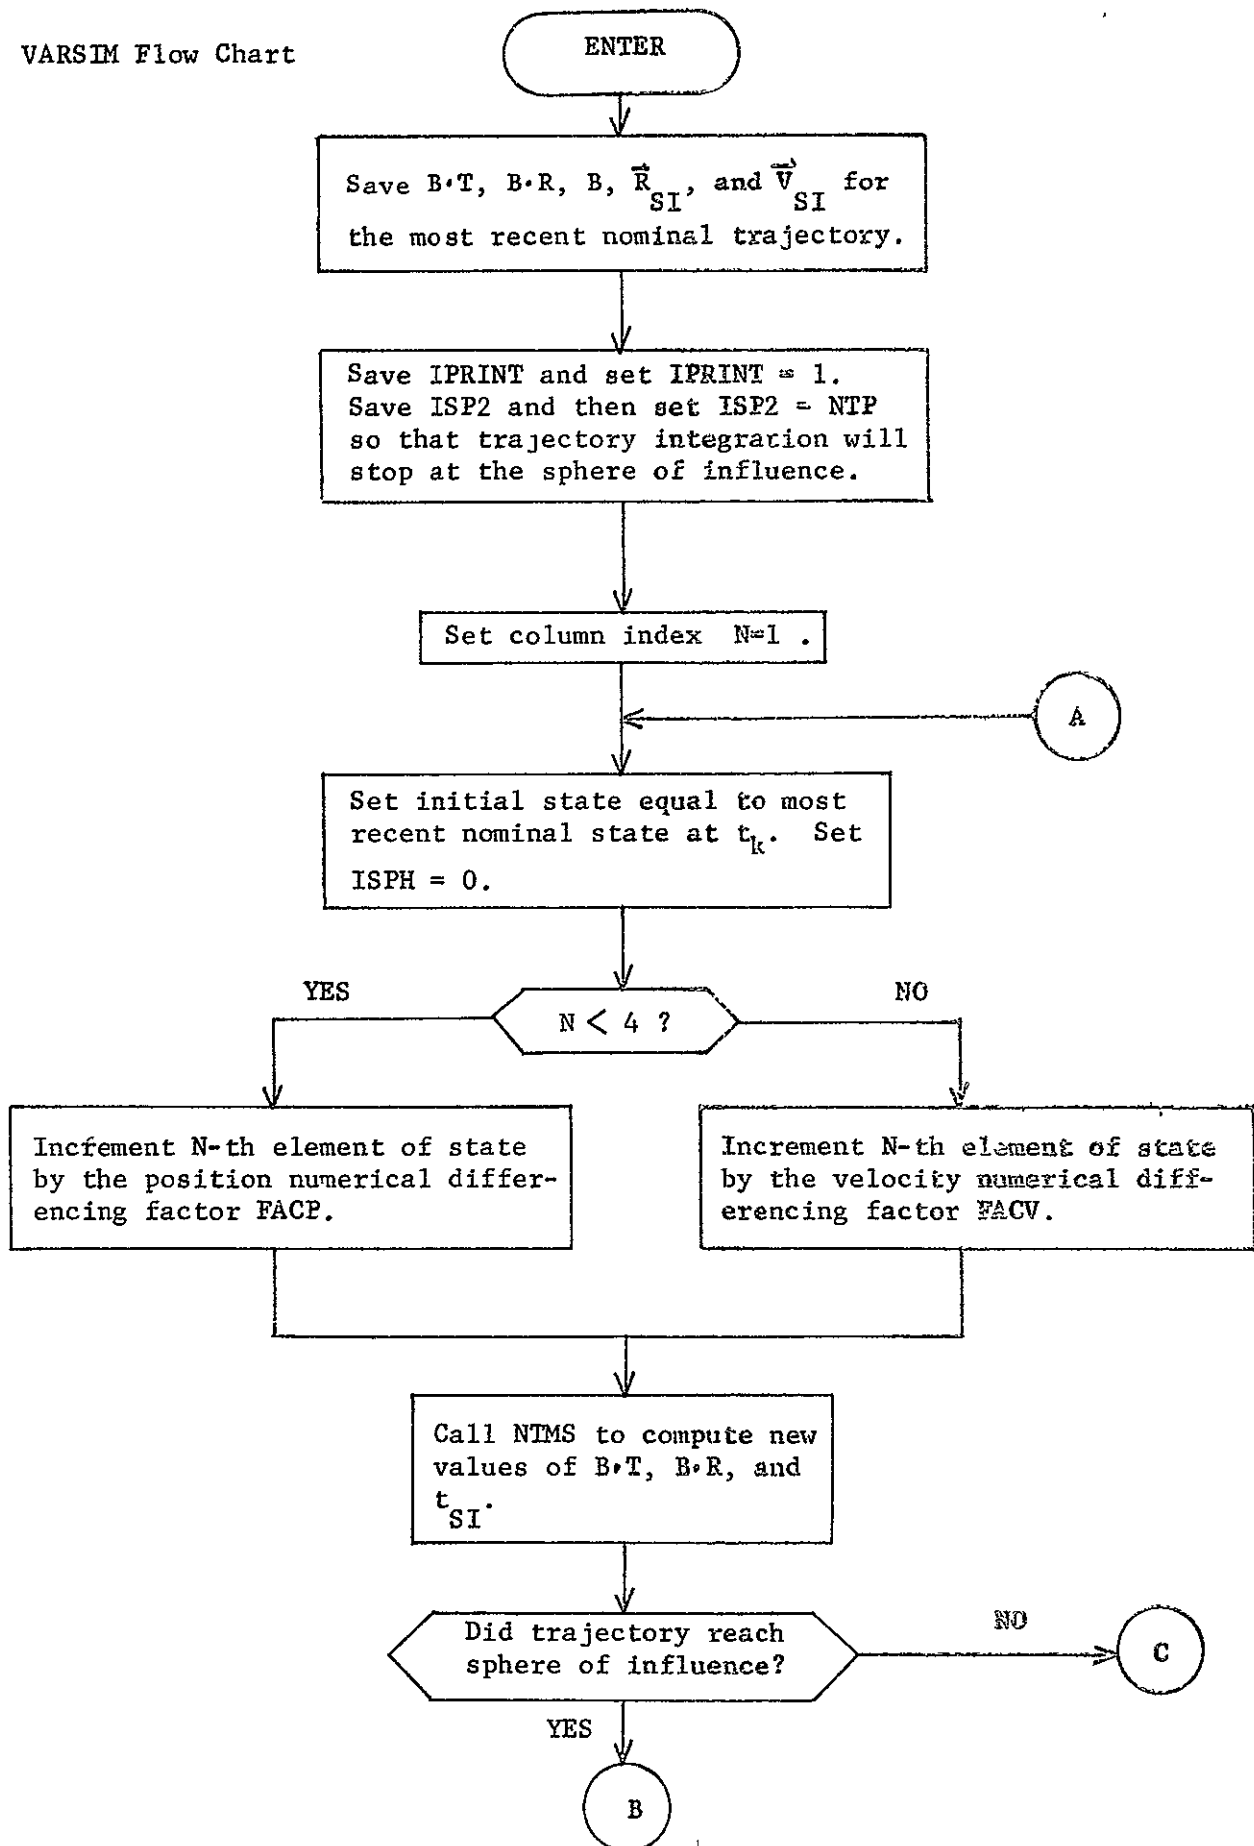 VARSIM Flow Chart
ENTER
Save B·T, B·R, B, R⃗_SI, and V⃗_SI for
the most recent nominal trajectory.
Save IPRINT and set IPRINT = 1.
Save ISP2 and then set ISP2 = NTP
so that trajectory integration will
stop at the sphere of influence.
Set column index N=1 .
A
Set initial state equal to most
recent nominal state at t_k. Set
ISPH = 0.
YES
N < 4 ?
NO
Increment N-th element of state
by the position numerical differ-
encing factor FACP.
Increment N-th element of state
by the velocity numerical diff-
erencing factor FACV.
Call NTMS to compute new
values of B·T, B·R, and
t_SI.
Did trajectory reach
sphere of influence?
NO
C
YES
B